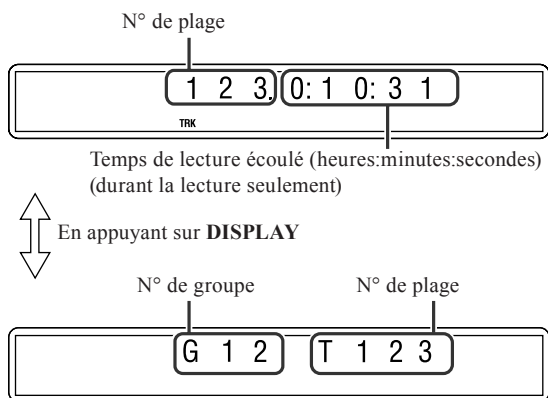 N° de plage
1 2 3. 0:1 0:3 1
TRK
Temps de lecture écoulé (heures:minutes:secondes)
(durant la lecture seulement)
En appuyant sur DISPLAY
N° de groupe N° de plage
G 1 2 T 1 2 3